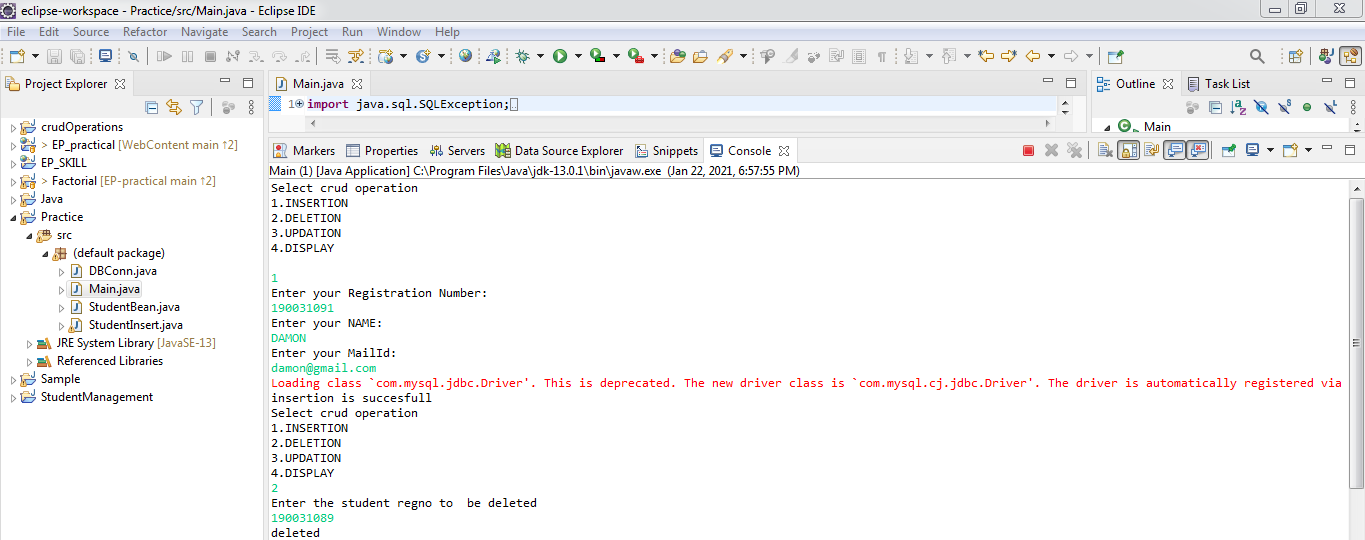 eclipse-workspace - Practice/src/Main.java - Eclipse IDE
File Edit Source Refactor Navigate Search Project Run Window Help
Project Explorer
crudOperations
> EP_practical [WebContent main ↑2]
EP_SKILL
> Factorial [EP-practical main ↑2]
Java
Practice
src
(default package)
DBConn.java
Main.java
StudentBean.java
StudentInsert.java
JRE System Library [JavaSE-13]
Referenced Libraries
Sample
StudentManagement
Main.java
1 import java.sql.SQLException;
Outline Task List
Main
Markers Properties Servers Data Source Explorer Snippets Console
Main (1) [Java Application] C:\Program Files\Java\jdk-13.0.1\bin\javaw.exe (Jan 22, 2021, 6:57:55 PM)
Select crud operation
1.INSERTION
2.DELETION
3.UPDATION
4.DISPLAY
1
Enter your Registration Number:
190031091
Enter your NAME:
DAMON
Enter your MailId:
damon@gmail.com
Loading class `com.mysql.jdbc.Driver'. This is deprecated. The new driver class is `com.mysql.cj.jdbc.Driver'. The driver is automatically registered via
insertion is succesfull
Select crud operation
1.INSERTION
2.DELETION
3.UPDATION
4.DISPLAY
2
Enter the student regno to  be deleted
190031089
deleted